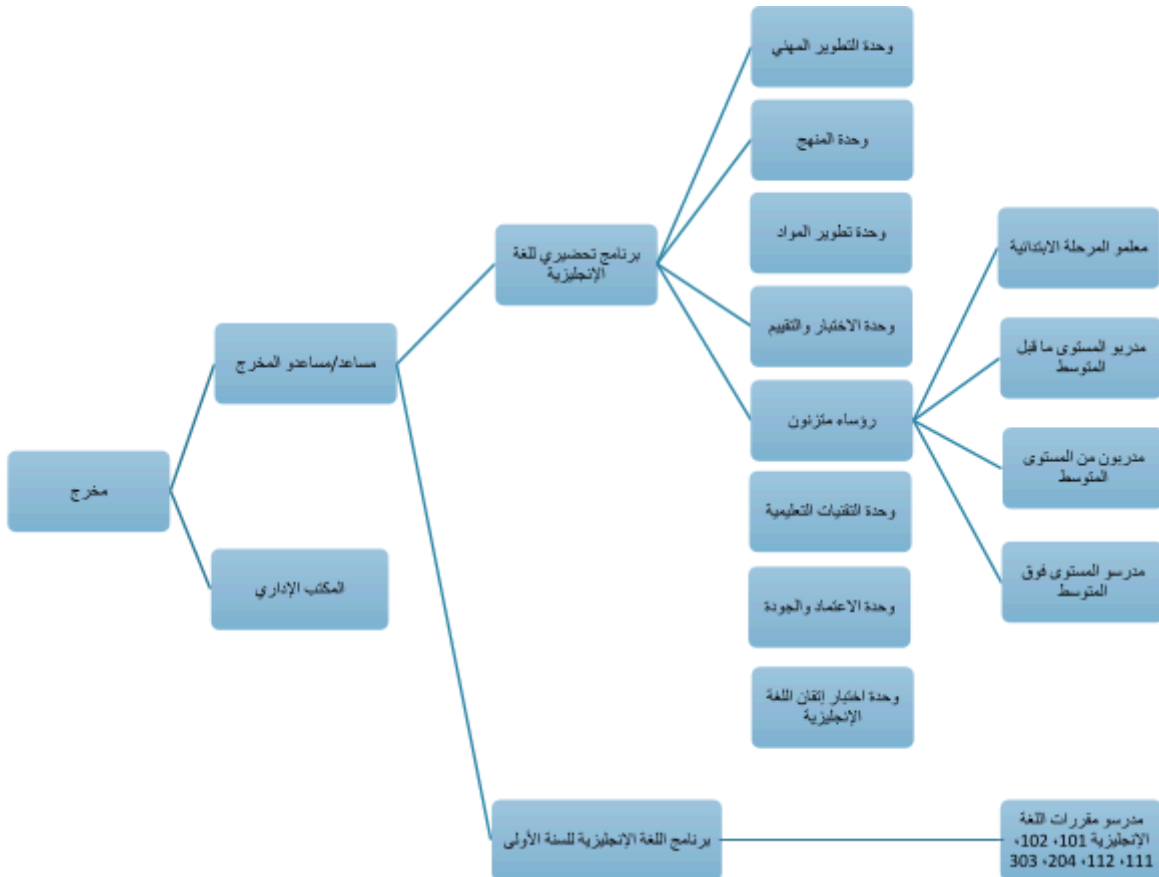 وحدة التطوير المهني
وحدة المنهج
وحدة تطوير المواد
برنامج تحضيري للغة
الإنجليزية
معلمو المرحلة الابتدائية
وحدة الاختبار والتقييم
مساعد/مساعدو المخرج
مدربو المستوى ما قبل
المتوسط
رؤساء متزنون
مخرج
مدربون من المستوى
المتوسط
وحدة التقنيات التعليمية
المكتب الإداري
مدرسو المستوى فوق
المتوسط
وحدة الاعتماد والجودة
وحدة اختبار إتقان اللغة
الإنجليزية
برنامج اللغة الإنجليزية للسنة الأولى
مدرسو مقررات اللغة
الإنجليزية 101، 102،
111، 112، 204، 303